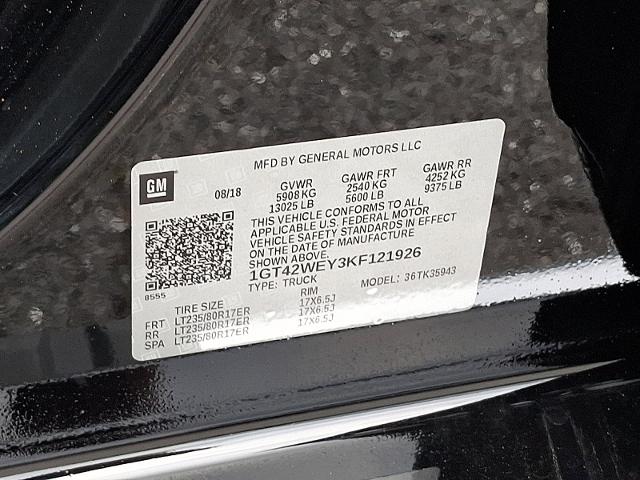 MFD BY GENERAL MOTORS LLC
GM
08/18
GVWR GAWR FRT GAWR RR
5908 KG 2540 KG 4252 KG
13025 LB 5600 LB 9375 LB
THIS VEHICLE CONFORMS TO ALL
APPLICABLE U.S. FEDERAL MOTOR
VEHICLE SAFETY STANDARDS IN EFFECT
ON THE DATE OF MANUFACTURE
SHOWN ABOVE.
1GT42WEY3KF121926
TYPE: TRUCK MODEL: 36TK35943
8555
TIRE SIZE RIM
FRT LT235/80R17ER 17X6.5J
RR LT235/80R17ER 17X6.5J
SPA LT235/80R17ER 17X6.5J